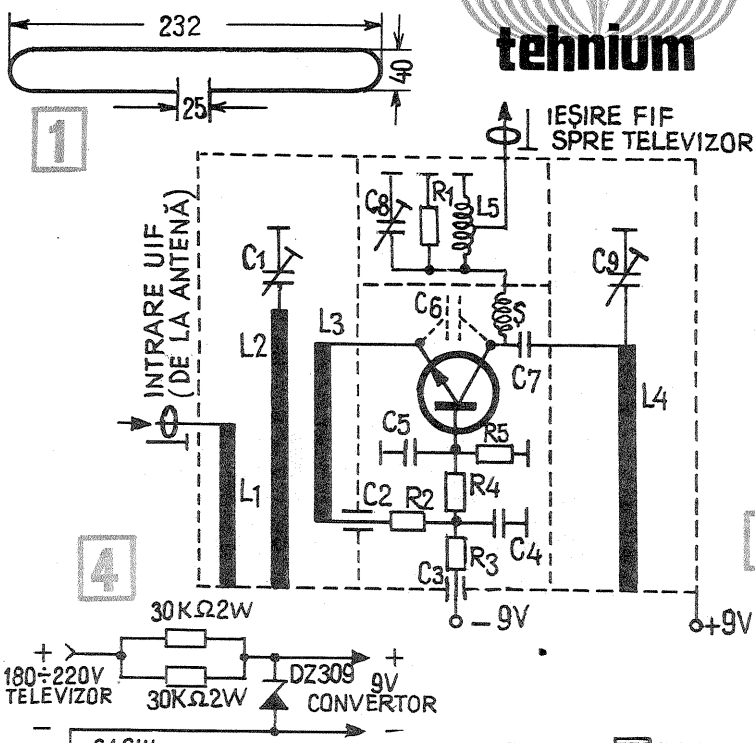 232
40
25
tehnium
1
IEȘIRE FIF
SPRE TELEVIZOR
INTRARE UIF
(DE LA ANTENĂ)
C8
R1
L5
C1
C9
L2
L3
C6
S
C7
L4
C5
R5
L1
C2
R2
R4
C4
R3
C3
-9V
+9V
4
30KΩ2W
+
180÷220V
TELEVIZOR
30KΩ2W
DZ309
+
9V
CONVERTOR
-
-